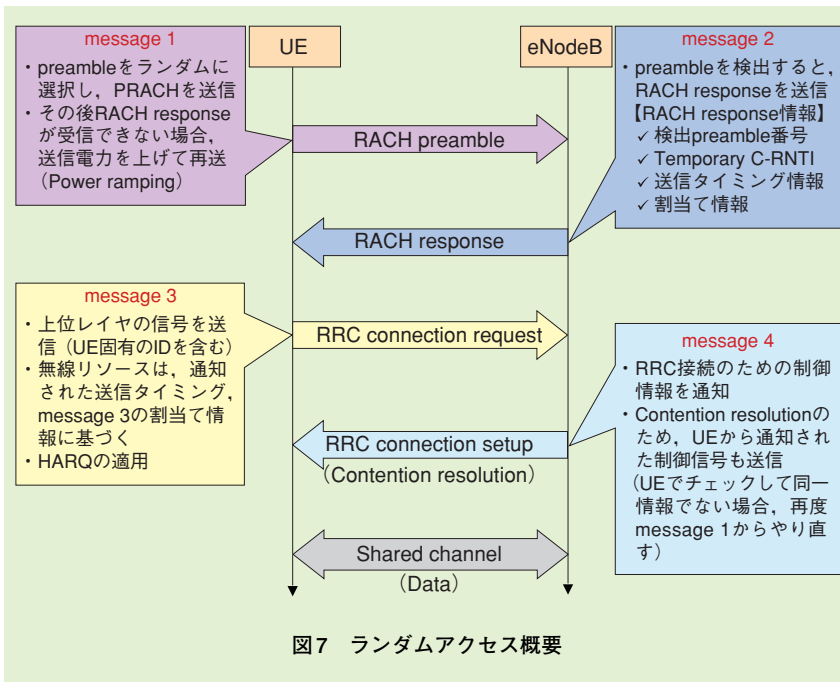 message 1
・preambleをランダムに
選択し，PRACHを送信
・その後RACH response
が受信できない場合，
送信電力を上げて再送
（Power ramping）
UE
eNodeB
message 2
・preambleを検出すると，
RACH responseを送信
【RACH response情報】
✓ 検出preamble番号
✓ Temporary C-RNTI
✓ 送信タイミング情報
✓ 割当て情報
RACH preamble
RACH response
message 3
・上位レイヤの信号を送
信（UE固有のIDを含む）
・無線リソースは，通知
された送信タイミング，
message 3の割当て情
報に基づく
・HARQの適用
RRC connection request
message 4
・RRC接続のための制御
情報を通知
・Contention resolutionの
ため，UEから通知され
た制御信号も送信
（UEでチェックして同一
情報でない場合，再度
message 1からやり直
す）
RRC connection setup
（Contention resolution）
Shared channel
（Data）
図7 ランダムアクセス概要